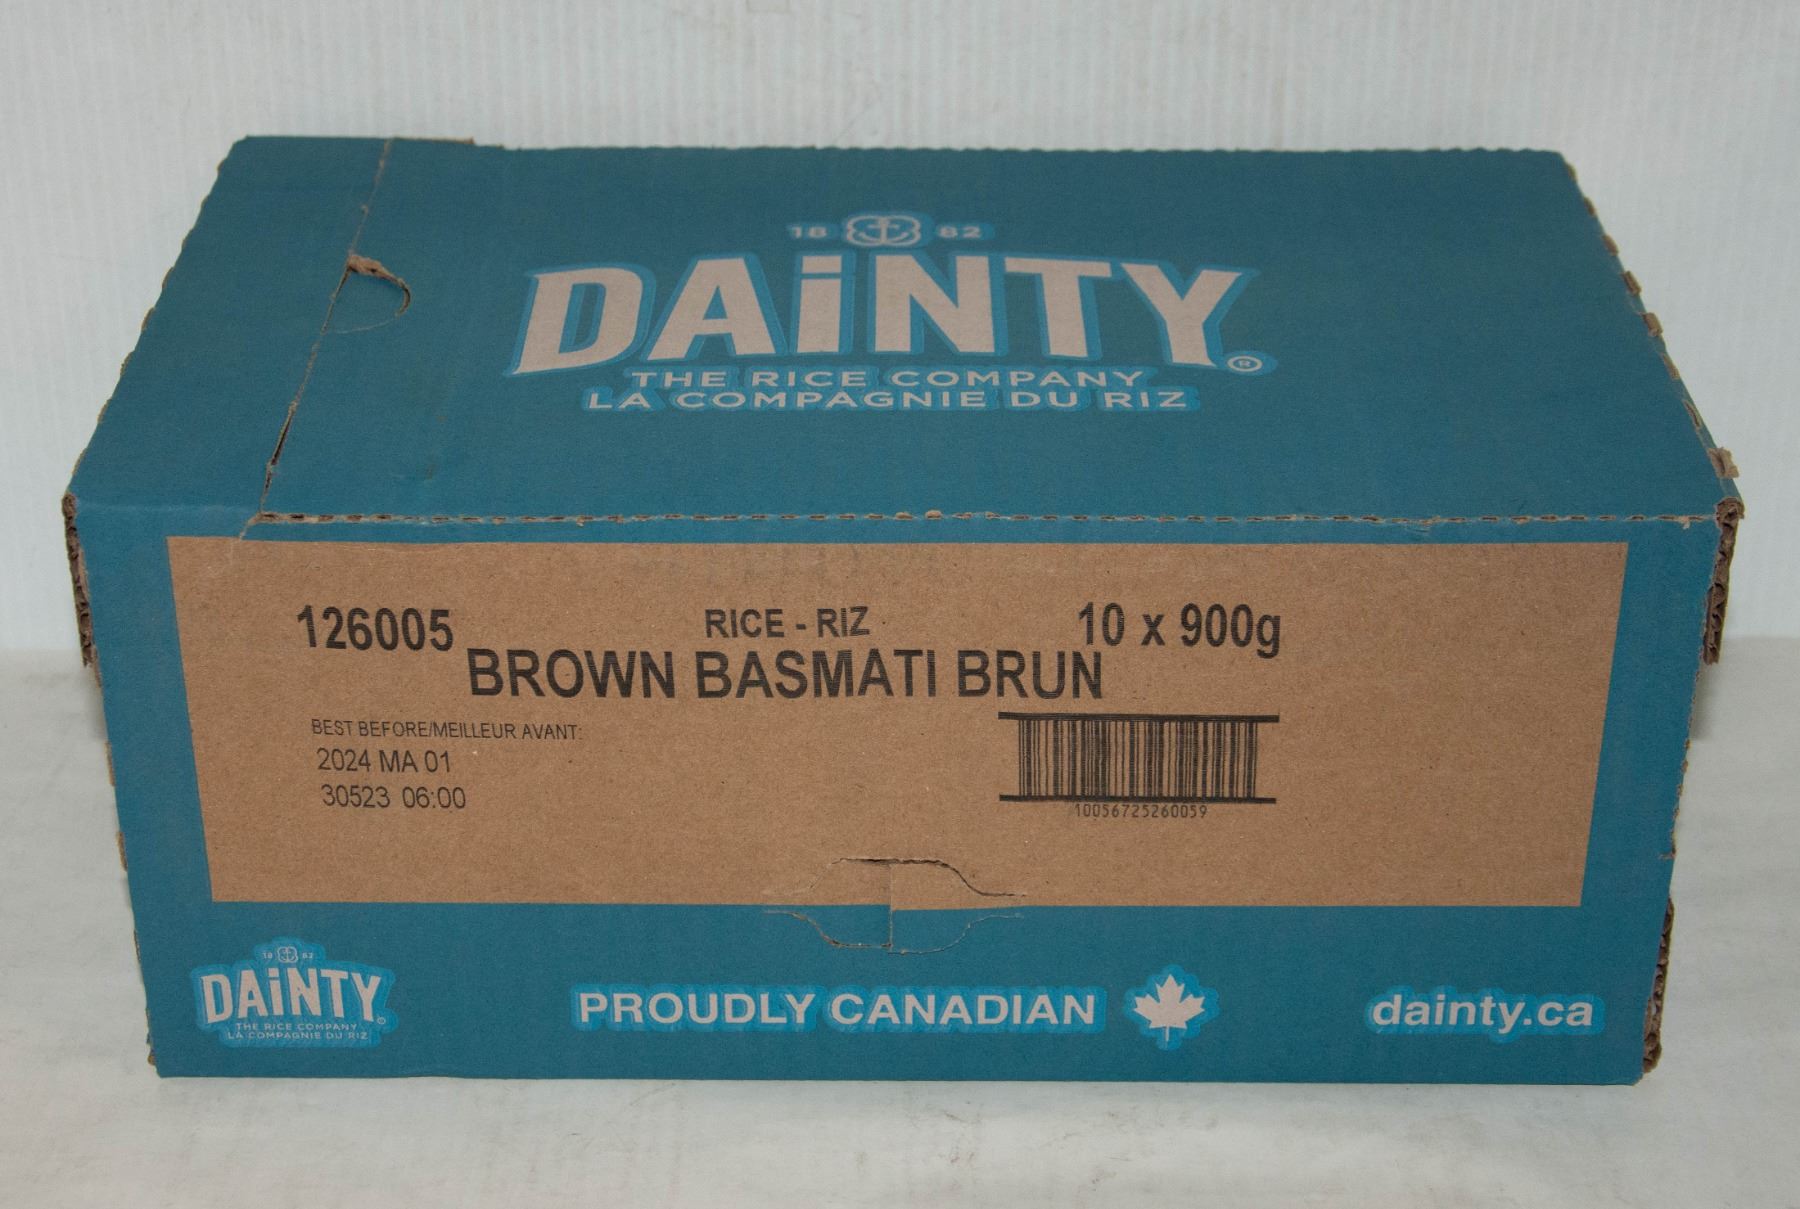 18 82
DAiNTY®
THE RICE COMPANY
LA COMPAGNIE DU RIZ
126005 RICE - RIZ 10 x 900g
BROWN BASMATI BRUN
BEST BEFORE/MEILLEUR AVANT:
2024 MA 01
30523 06:00
10056725260059
18 82
DAiNTY®
THE RICE COMPANY
LA COMPAGNIE DU RIZ
PROUDLY CANADIAN
dainty.ca